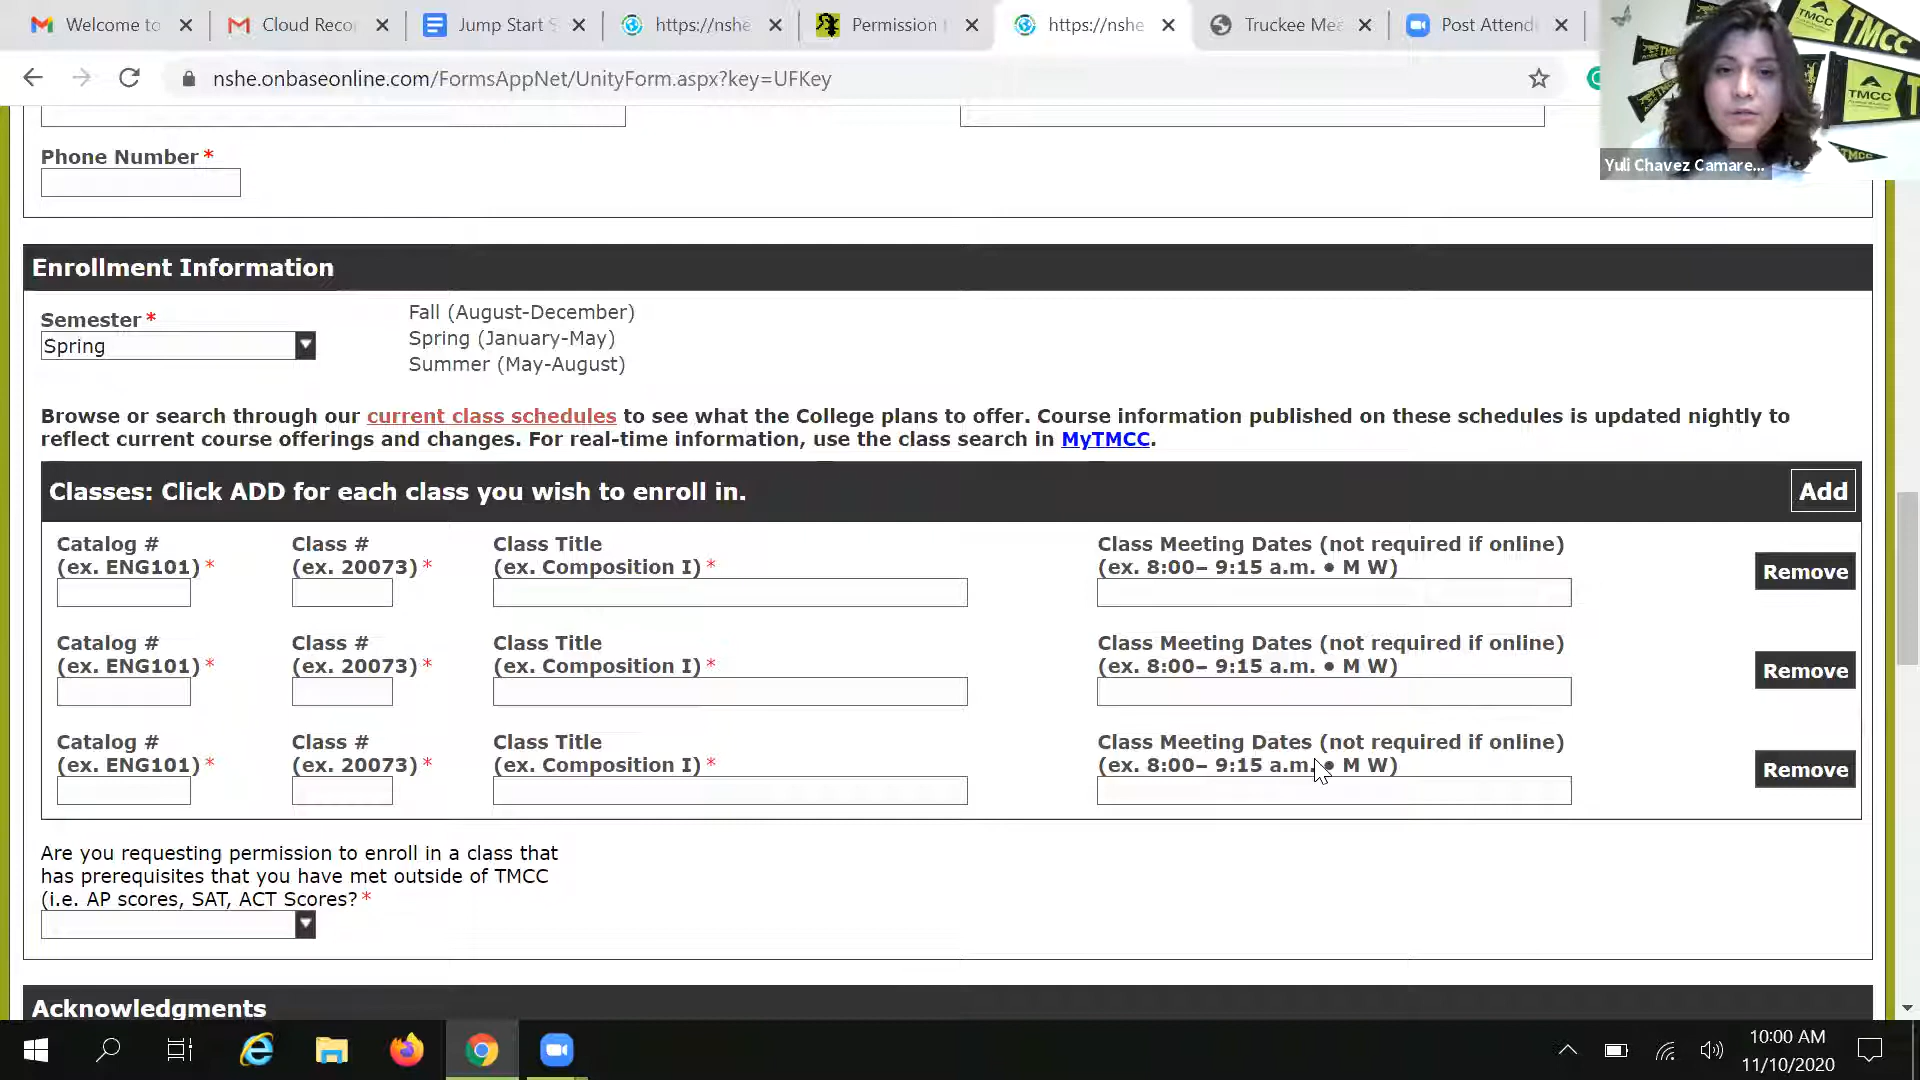 Welcome to
Cloud Reco
Jump Start S
https://nshe
Permission
https://nshe
Truckee Mea
Post Attend
nshe.onbaseonline.com/FormsAppNet/UnityForm.aspx?key=UFKey
TMCC
TMCC
Yuli Chavez Camare...
Phone Number *
Enrollment Information
Semester *
Spring
Fall (August-December)
Spring (January-May)
Summer (May-August)
Browse or search through our current class schedules to see what the College plans to offer. Course information published on these schedules is updated nightly to
reflect current course offerings and changes. For real-time information, use the class search in MyTMCC.
Classes: Click ADD for each class you wish to enroll in.
Add
Catalog #
(ex. ENG101) *
Class #
(ex. 20073) *
Class Title
(ex. Composition I) *
Class Meeting Dates (not required if online)
(ex. 8:00– 9:15 a.m. • M W)
Remove
Catalog #
(ex. ENG101) *
Class #
(ex. 20073) *
Class Title
(ex. Composition I) *
Class Meeting Dates (not required if online)
(ex. 8:00– 9:15 a.m. • M W)
Remove
Catalog #
(ex. ENG101) *
Class #
(ex. 20073) *
Class Title
(ex. Composition I) *
Class Meeting Dates (not required if online)
(ex. 8:00– 9:15 a.m. • M W)
Remove
Are you requesting permission to enroll in a class that
has prerequisites that you have met outside of TMCC
(i.e. AP scores, SAT, ACT Scores? *
Acknowledgments
10:00 AM
11/10/2020